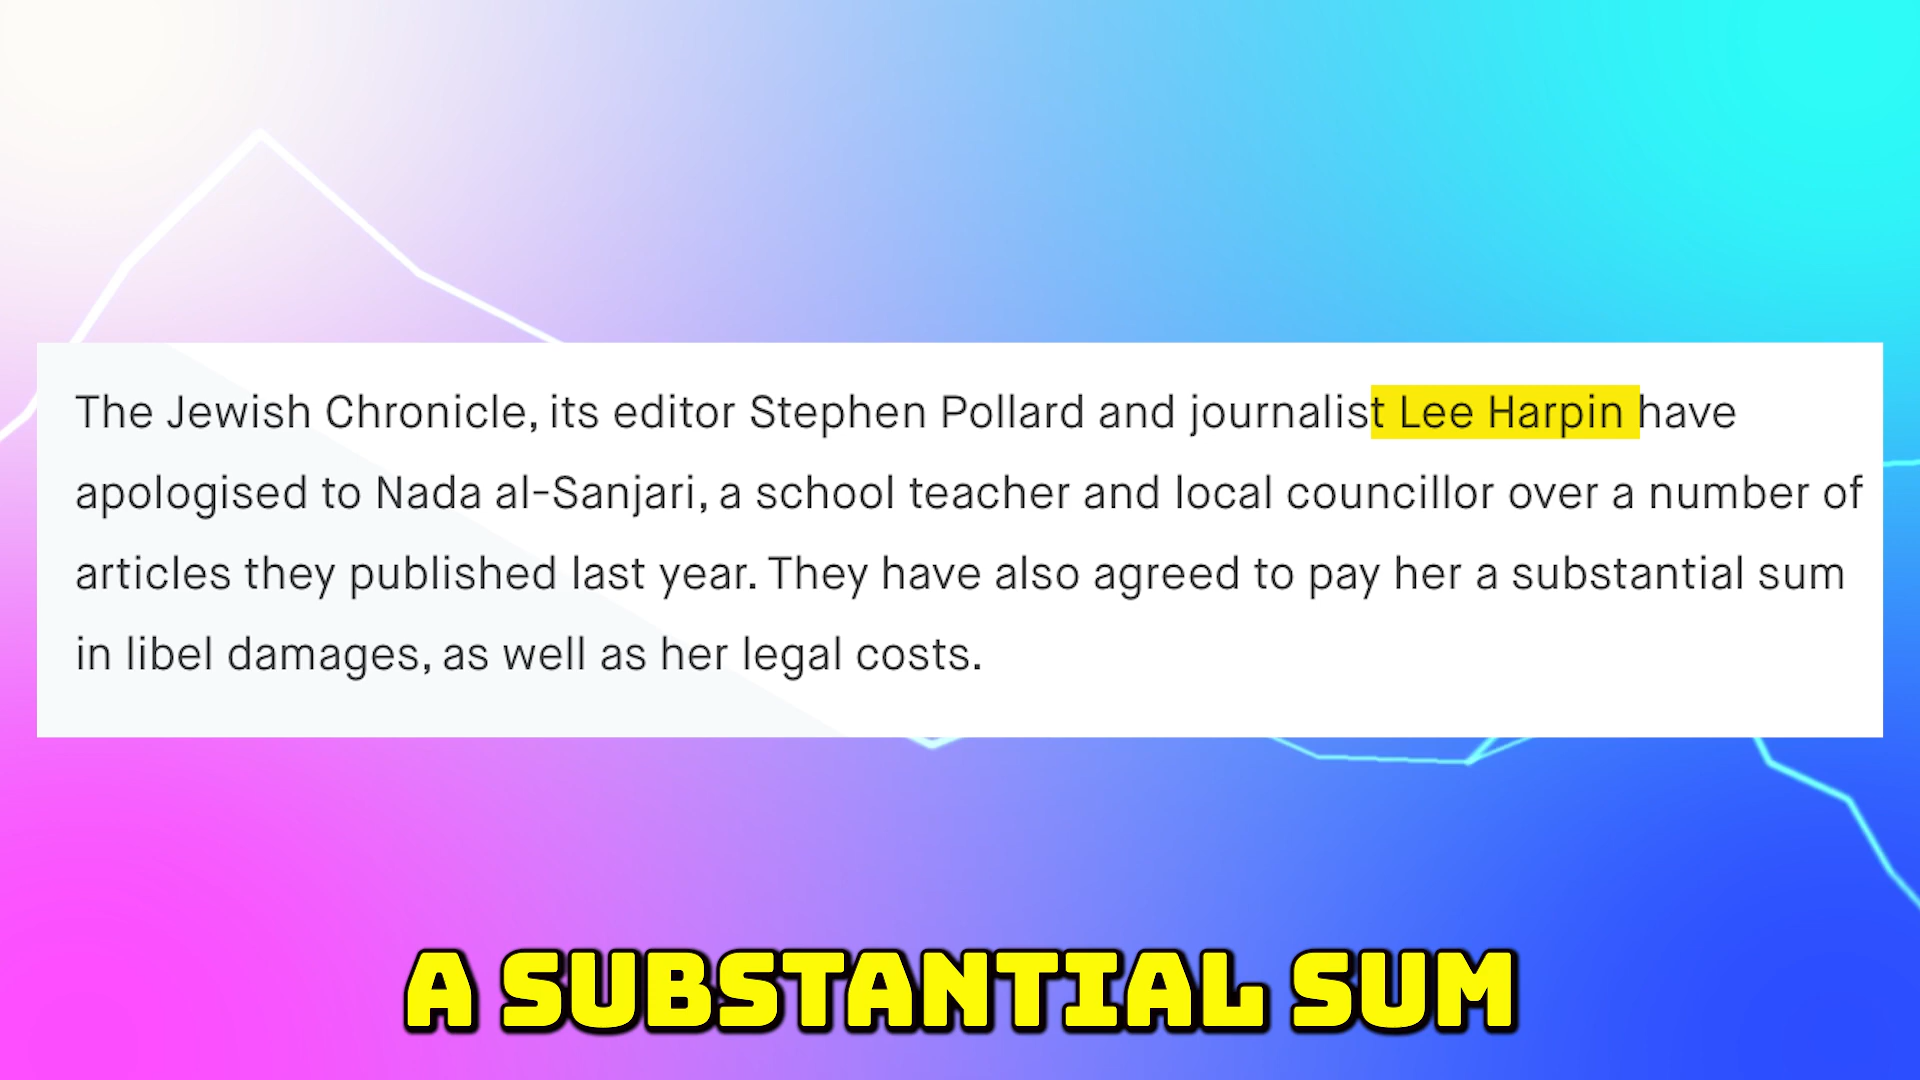 The Jewish Chronicle, its editor Stephen Pollard and journalist Lee Harpin have
apologised to Nada al-Sanjari, a school teacher and local councillor over a number of
articles they published last year. They have also agreed to pay her a substantial sum
in libel damages, as well as her legal costs.
A SUBSTANTIAL SUM